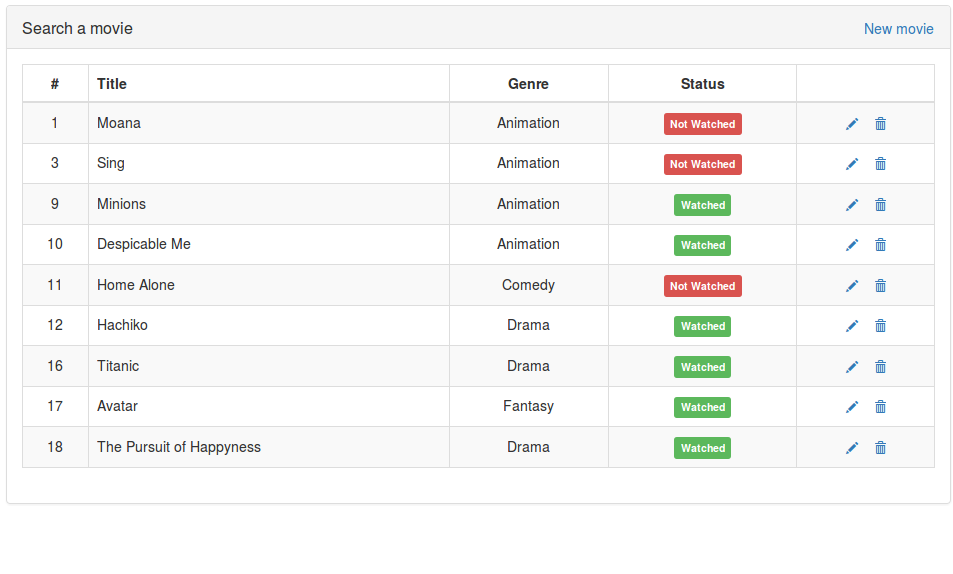 Search a movie New movie
# Title Genre Status
1 Moana Animation Not Watched
3 Sing Animation Not Watched
9 Minions Animation Watched
10 Despicable Me Animation Watched
11 Home Alone Comedy Not Watched
12 Hachiko Drama Watched
16 Titanic Drama Watched
17 Avatar Fantasy Watched
18 The Pursuit of Happyness Drama Watched